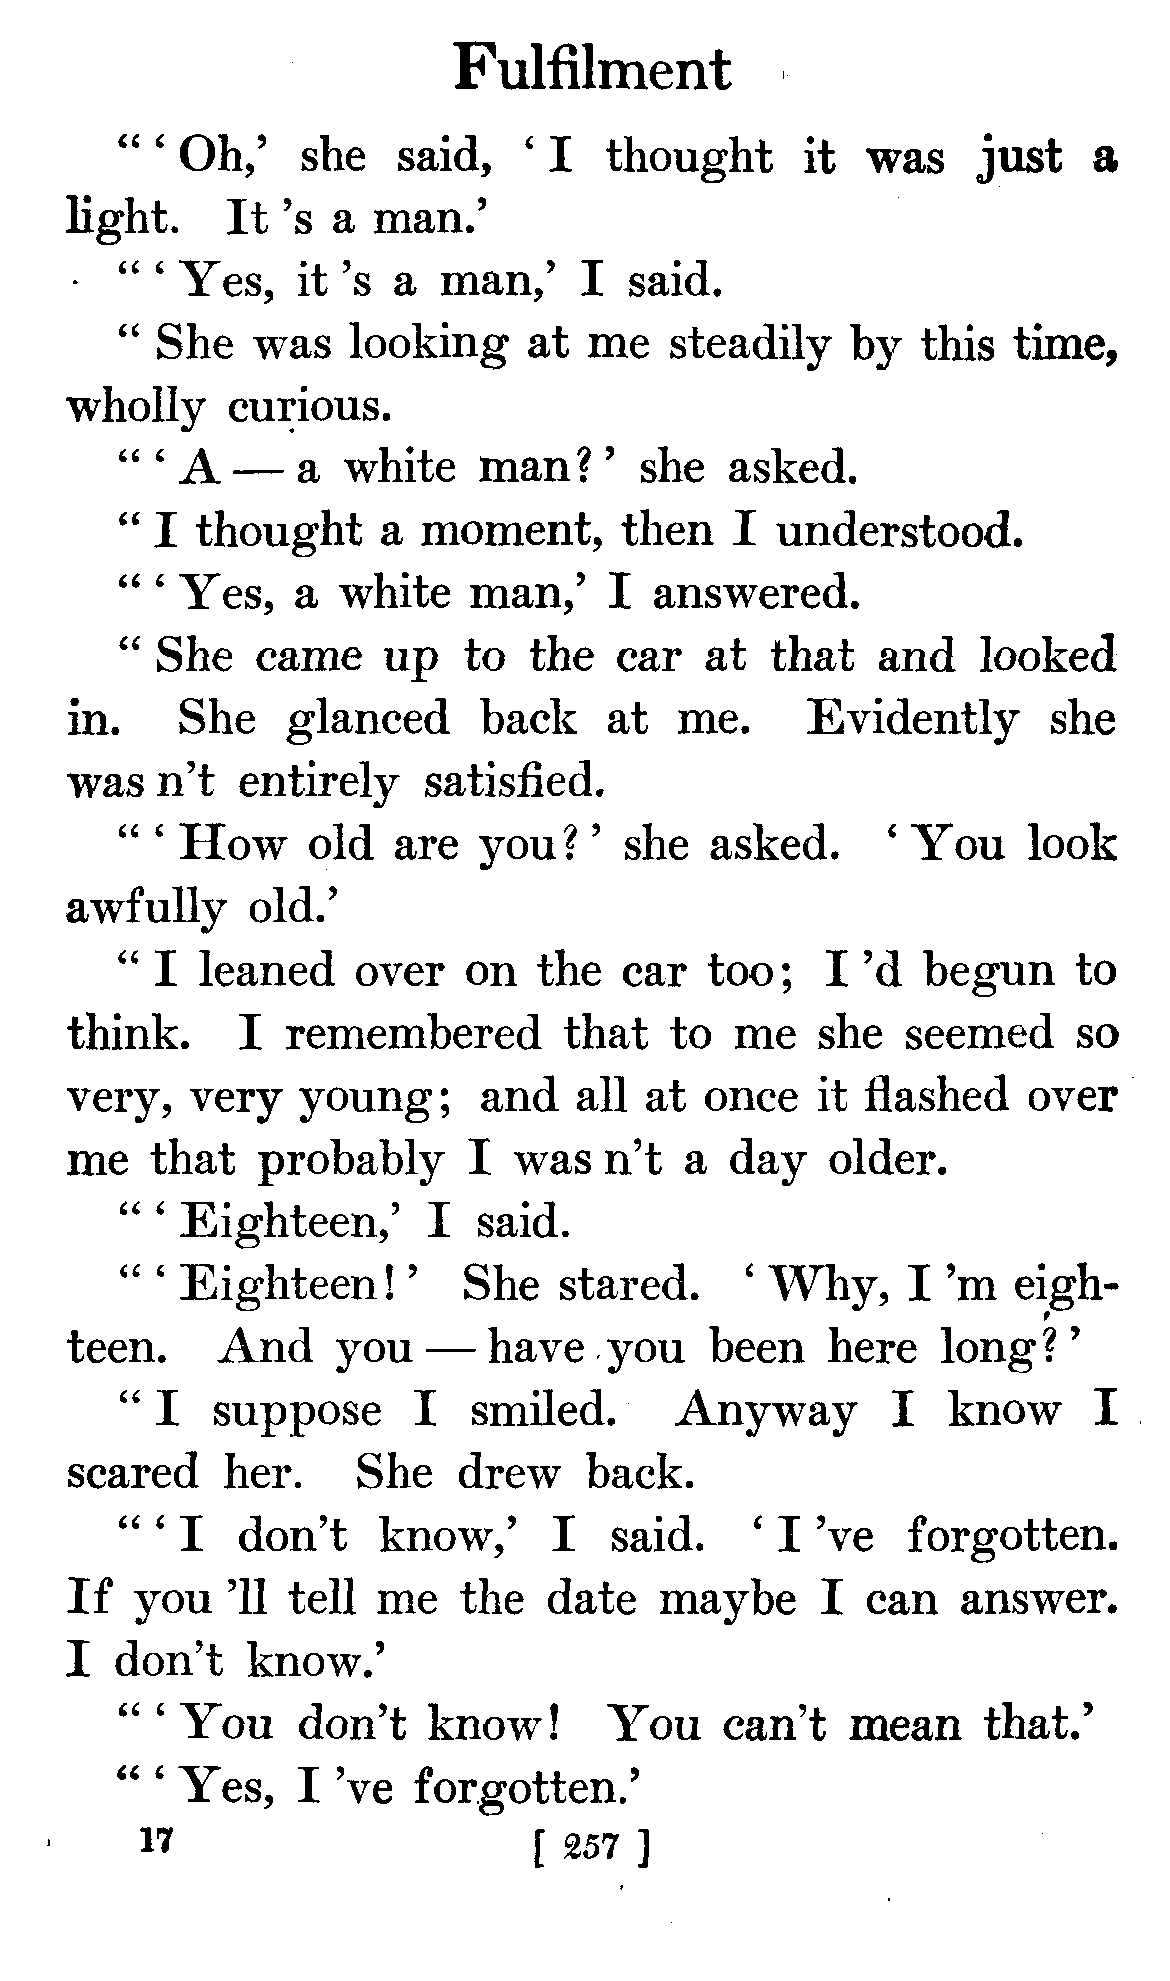 Fulfilment
“ ‘ Oh,’ she said, ‘ I thought it was just a
light. It ’s a man.’
“ ‘ Yes, it ’s a man,’ I said.
“ She was looking at me steadily by this time,
wholly curious.
“ ‘ A — a white man? ’ she asked.
“ I thought a moment, then I understood.
“ ‘ Yes, a white man,’ I answered.
“ She came up to the car at that and looked
in. She glanced back at me. Evidently she
was n’t entirely satisfied.
“ ‘ How old are you? ’ she asked. ‘ You look
awfully old.’
“ I leaned over on the car too; I ’d begun to
think. I remembered that to me she seemed so
very, very young; and all at once it flashed over
me that probably I was n’t a day older.
“ ‘ Eighteen,’ I said.
“ ‘ Eighteen! ’ She stared. ‘ Why, I ’m eigh-
teen. And you — have you been here long? ’
“ I suppose I smiled. Anyway I know I
scared her. She drew back.
“ ‘ I don’t know,’ I said. ‘ I ’ve forgotten.
If you ’ll tell me the date maybe I can answer.
I don’t know.’
“ ‘ You don’t know! You can’t mean that.’
“ ‘ Yes, I ’ve forgotten.’
17 [ 257 ]